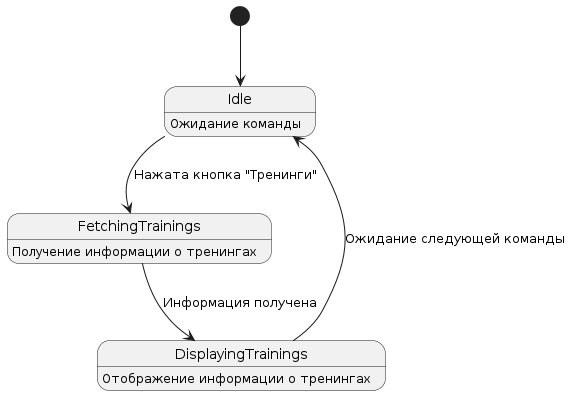 Idle
Ожидание команды
Нажата кнопка "Тренинги"
FetchingTrainings
Получение информации о тренингах
Ожидание следующей команды
Информация получена
DisplayingTrainings
Отображение информации о тренингах